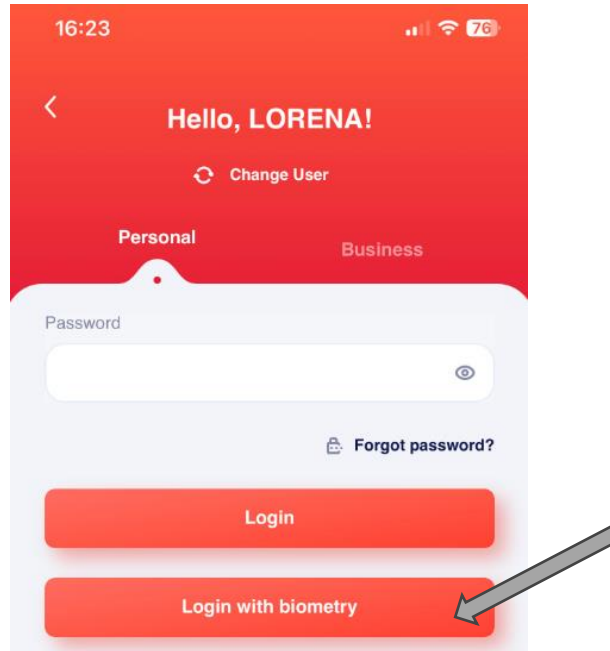 16:23
76
Hello, LORENA!
Change User
Personal
Business
Password
Forgot password?
Login
Login with biometry